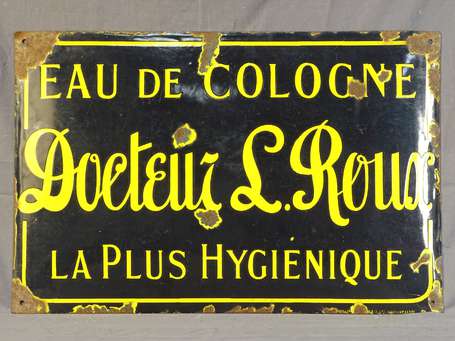 EAU DE COLOGNE
Docteur L. Roux
LA PLUS HYGIÉNIQUE